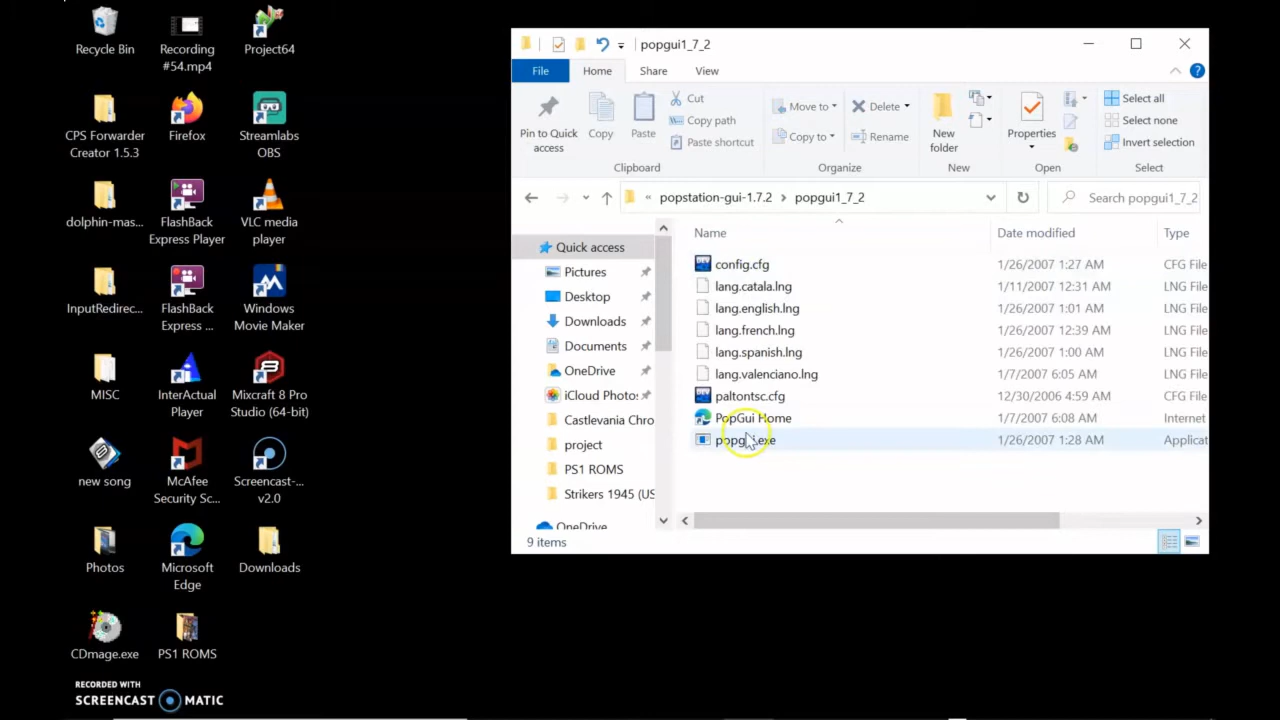 Recycle Bin
Recording
#54.mp4
Project64
CPS Forwarder
Creator 1.5.3
Firefox
Streamlabs
OBS
dolphin-mas...
FlashBack
Express Player
VLC media
player
InputRedirec...
FlashBack
Express ...
Windows
Movie Maker
MISC
InterActual
Player
Mixcraft 8 Pro
Studio (64-bit)
new song
McAfee
Security Sc...
Screencast-...
v2.0
Photos
Microsoft
Edge
Downloads
CDmage.exe
PS1 ROMS
RECORDED WITH
SCREENCAST MATIC
popgui1_7_2
File Home Share View
Pin to Quick
access
Copy
Paste
Cut
Copy path
Paste shortcut
Clipboard
Move to
Copy to
Delete
Rename
Organize
New
folder
New
Properties
Open
Select all
Select none
Invert selection
Select
« popstation-gui-1.7.2 > popgui1_7_2
Search popgui1_7_2
Quick access
Pictures
Desktop
Downloads
Documents
OneDrive
iCloud Photo:
Castlevania Chro
project
PS1 ROMS
Strikers 1945 (US
OneDrive
Name Date modified Type
config.cfg 1/26/2007 1:27 AM CFG File
lang.catala.lng 1/11/2007 12:31 AM LNG File
lang.english.lng 1/26/2007 1:01 AM LNG File
lang.french.lng 1/26/2007 12:39 AM LNG File
lang.spanish.lng 1/26/2007 1:00 AM LNG File
lang.valenciano.lng 1/7/2007 6:05 AM LNG File
paltontsc.cfg 12/30/2006 4:59 AM CFG File
PopGui Home 1/7/2007 6:08 AM Internet
1/26/2007 1:28 AM Applicat
9 items